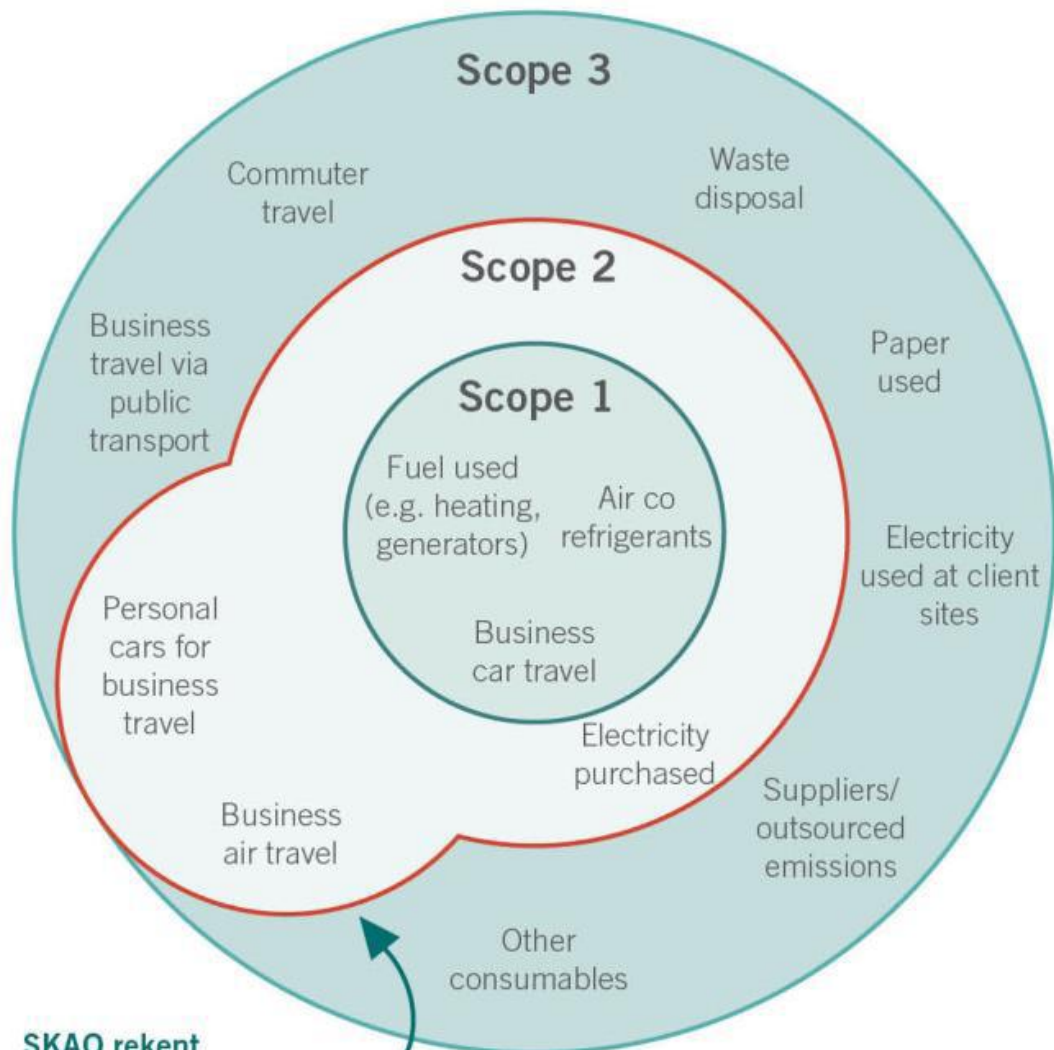 Scope 3
Commuter
travel
Waste
disposal
Scope 2
Business
travel via
public
transport
Paper
used
Scope 1
Fuel used
(e.g. heating,
generators)
Air co
refrigerants
Electricity
used at client
sites
Personal
cars for
business
travel
Business
car travel
Electricity
purchased
Business
air travel
Suppliers/
outsourced
emissions
Other
consumables
SKAO rekent